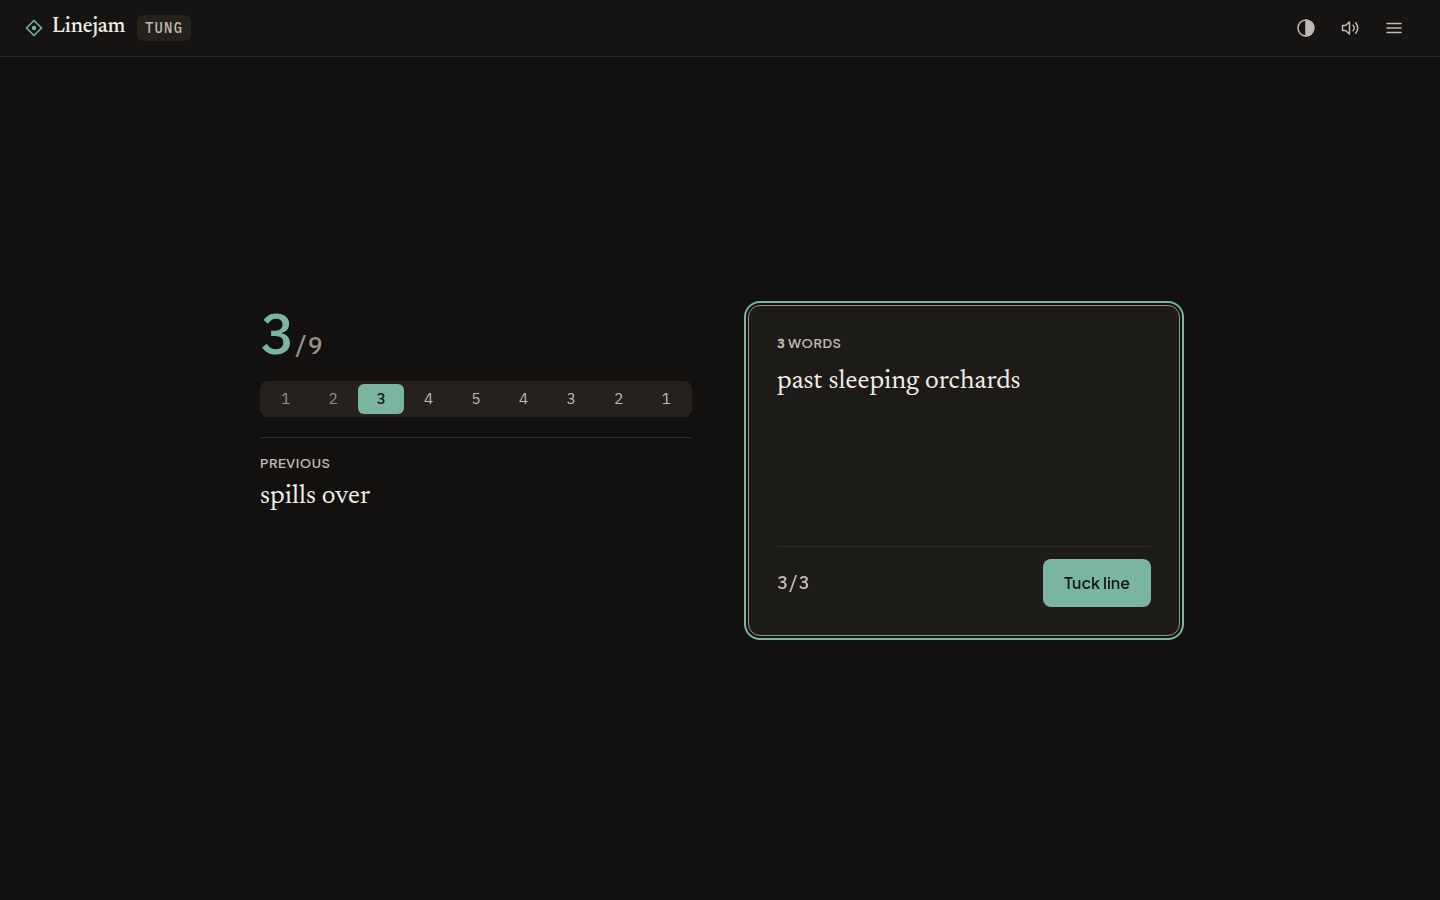 Linejam TUNG
3/9
1 2 3 4 5 4 3 2 1
PREVIOUS
spills over
3 WORDS
past sleeping orchards
3/3
Tuck line